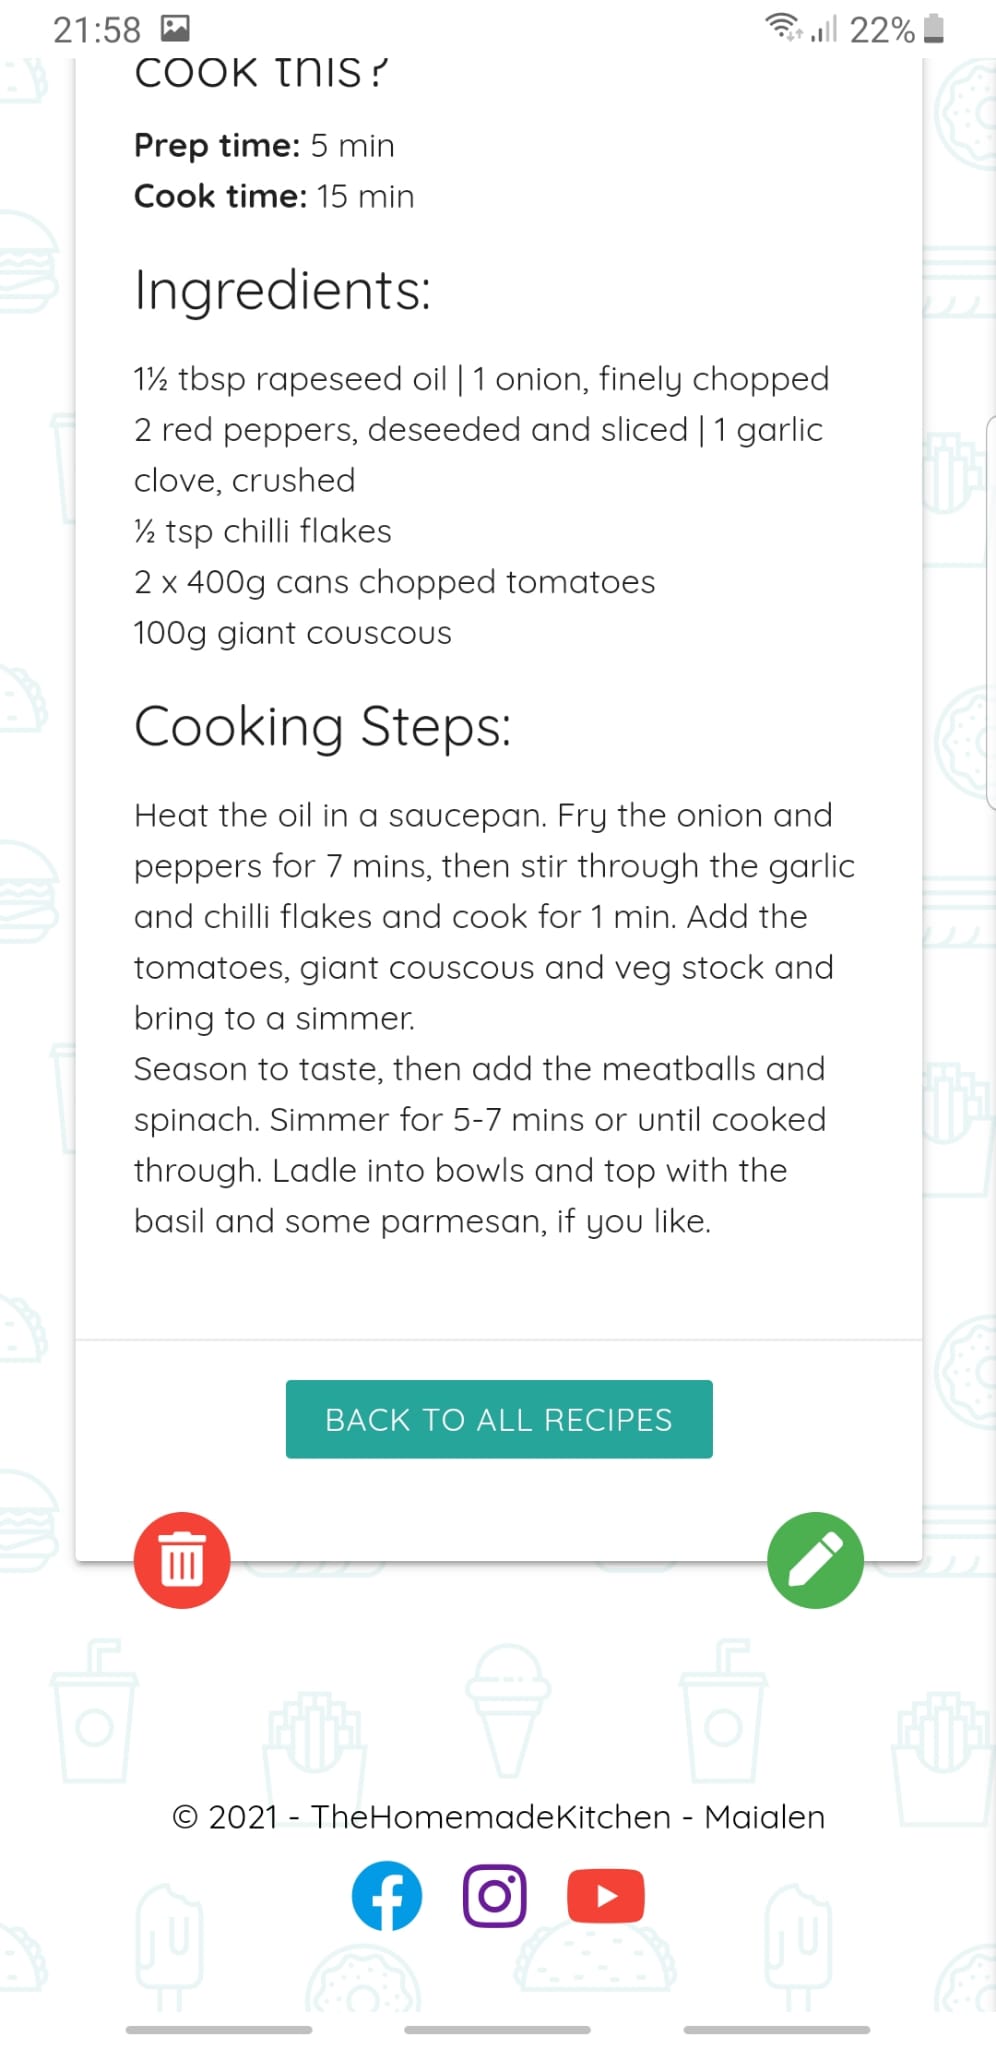 21:58
22%
COOK THIS?
Prep time: 5 min
Cook time: 15 min
Ingredients:
1½ tbsp rapeseed oil | 1 onion, finely chopped
2 red peppers, deseeded and sliced | 1 garlic
clove, crushed
½ tsp chilli flakes
2 x 400g cans chopped tomatoes
100g giant couscous
Cooking Steps:
Heat the oil in a saucepan. Fry the onion and
peppers for 7 mins, then stir through the garlic
and chilli flakes and cook for 1 min. Add the
tomatoes, giant couscous and veg stock and
bring to a simmer.
Season to taste, then add the meatballs and
spinach. Simmer for 5-7 mins or until cooked
through. Ladle into bowls and top with the
basil and some parmesan, if you like.
BACK TO ALL RECIPES
© 2021 - TheHomemadeKitchen - Maialen